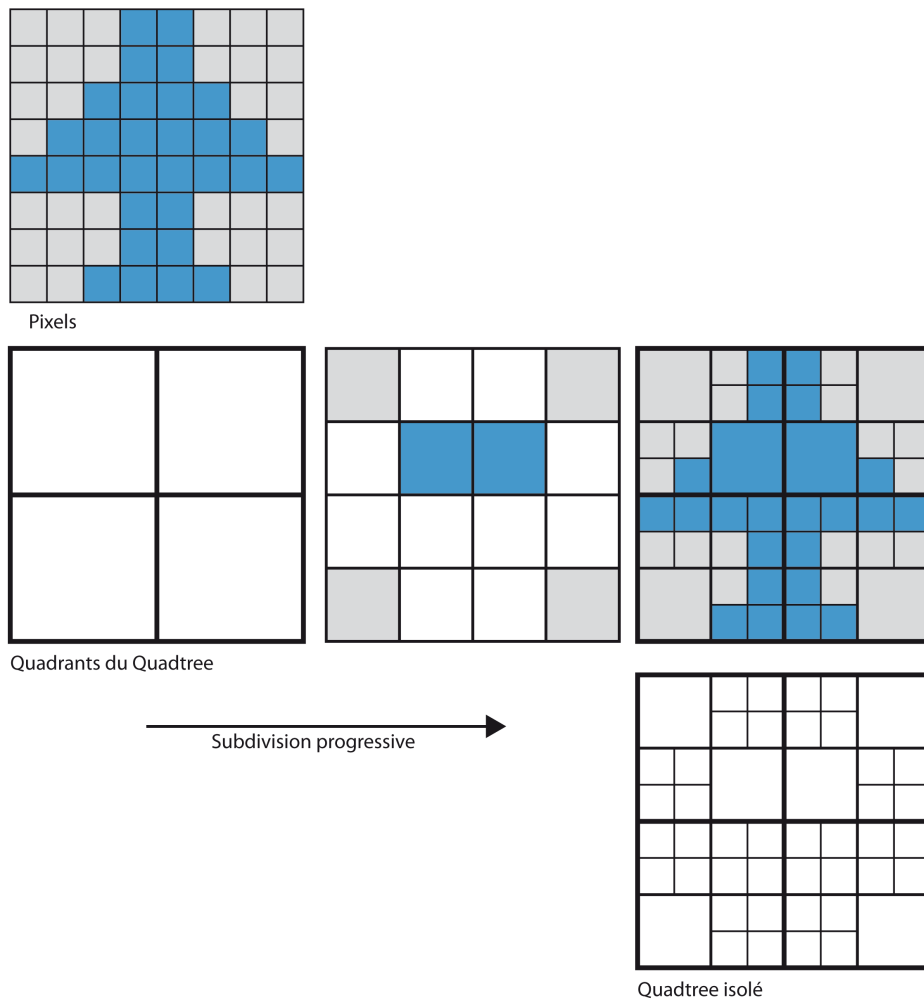 Pixels
Quadrants du Quadtree
Subdivision progressive
Quadtree isolé